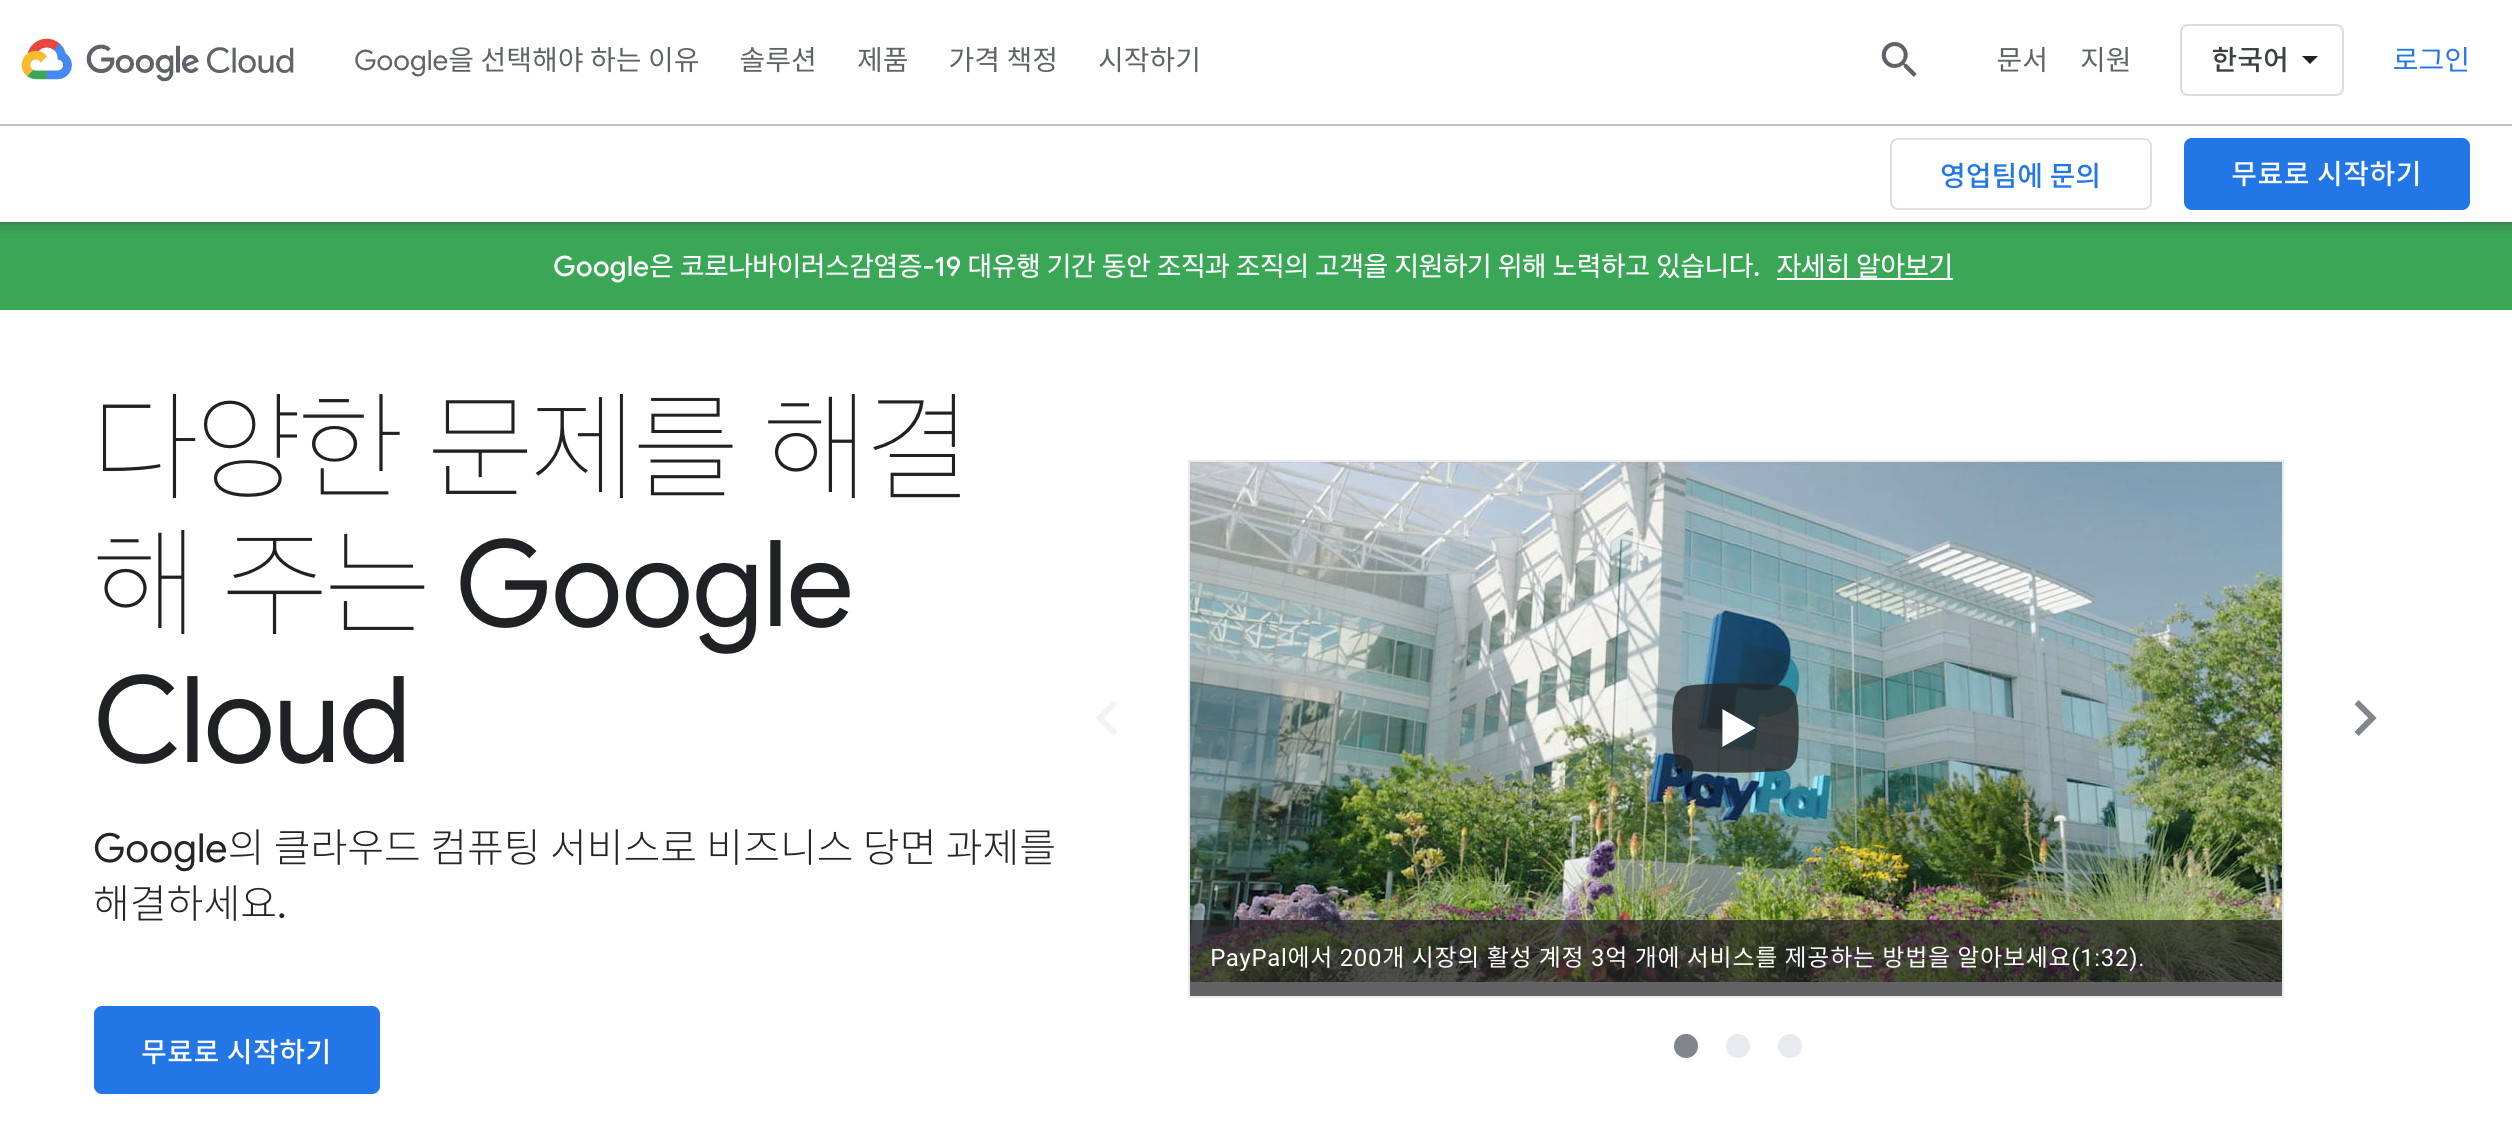 Google Cloud
Google을 선택해야 하는 이유
솔루션
제품
가격 책정
시작하기
문서
지원
한국어
로그인
영업팀에 문의
무료로 시작하기
Google은 코로나바이러스감염증-19 대유행 기간 동안 조직과 조직의 고객을 지원하기 위해 노력하고 있습니다. 자세히 알아보기
다양한 문제를 해결
해 주는 Google
Cloud
Google의 클라우드 컴퓨팅 서비스로 비즈니스 당면 과제를
해결하세요.
무료로 시작하기
PayPal
PayPal에서 200개 시장의 활성 계정 3억 개에 서비스를 제공하는 방법을 알아보세요(1:32).